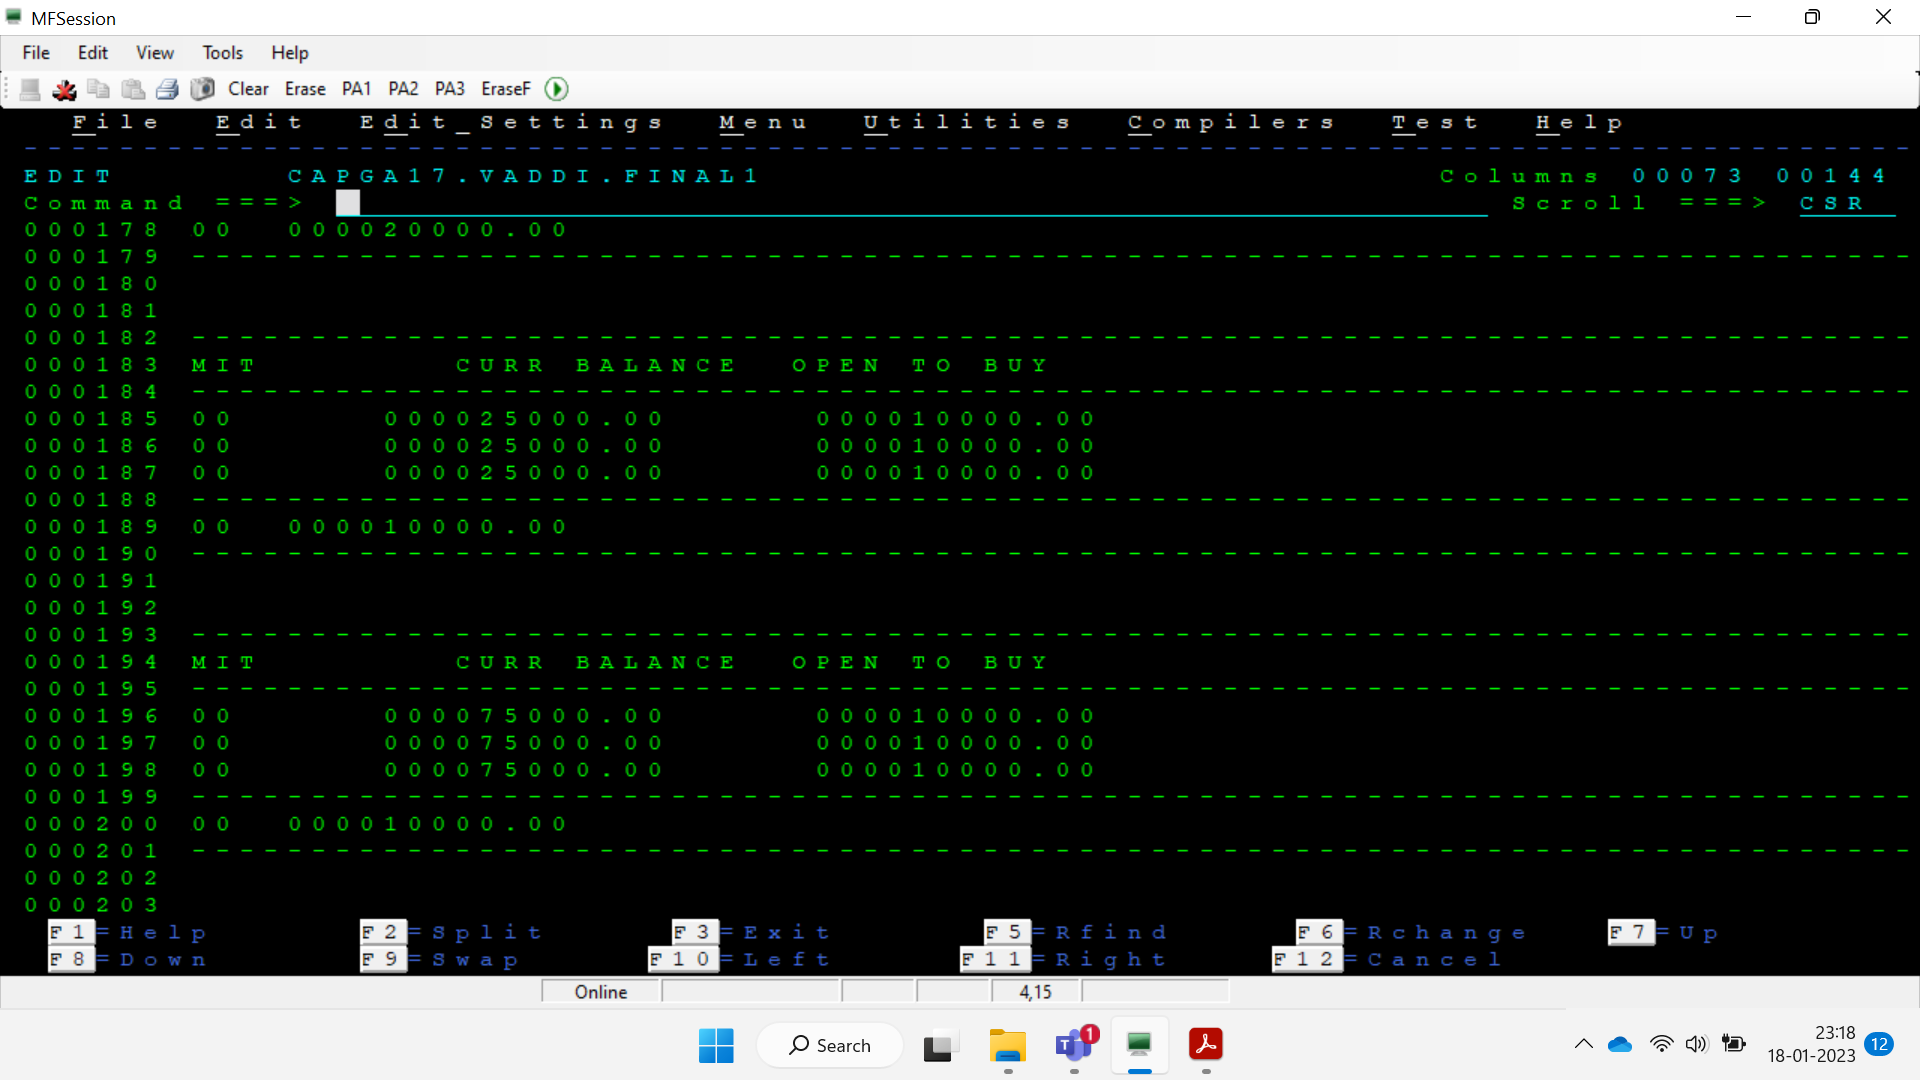 MFSession
File Edit View Tools Help
Clear Erase PA1 PA2 PA3 EraseF
File Edit Edit_Settings Menu Utilities Compilers Test Help
-------------------------------------------------------------------------------
EDIT CAPGA17.VADDI.FINAL1 Columns 00073 00144
Command ===> Scroll ===> CSR
000178 00 000020000.00
000179 ------------------------------------------------------------------------
000180
000181
000182 ------------------------------------------------------------------------
000183 MIT CURR BALANCE OPEN TO BUY
000184 ------------------------------------------------------------------------
000185 00 000025000.00 000010000.00
000186 00 000025000.00 000010000.00
000187 00 000025000.00 000010000.00
000188 ------------------------------------------------------------------------
000189 00 000010000.00
000190 ------------------------------------------------------------------------
000191
000192
000193 ------------------------------------------------------------------------
000194 MIT CURR BALANCE OPEN TO BUY
000195 ------------------------------------------------------------------------
000196 00 000075000.00 000010000.00
000197 00 000075000.00 000010000.00
000198 00 000075000.00 000010000.00
000199 ------------------------------------------------------------------------
000200 00 000010000.00
000201 ------------------------------------------------------------------------
000202
000203
F1=Help F2=Split F3=Exit F5=Rfind F6=Rchange F7=Up
F8=Down F9=Swap F10=Left F11=Right F12=Cancel
Online 4,15
Search 1 23:18 12
18-01-2023